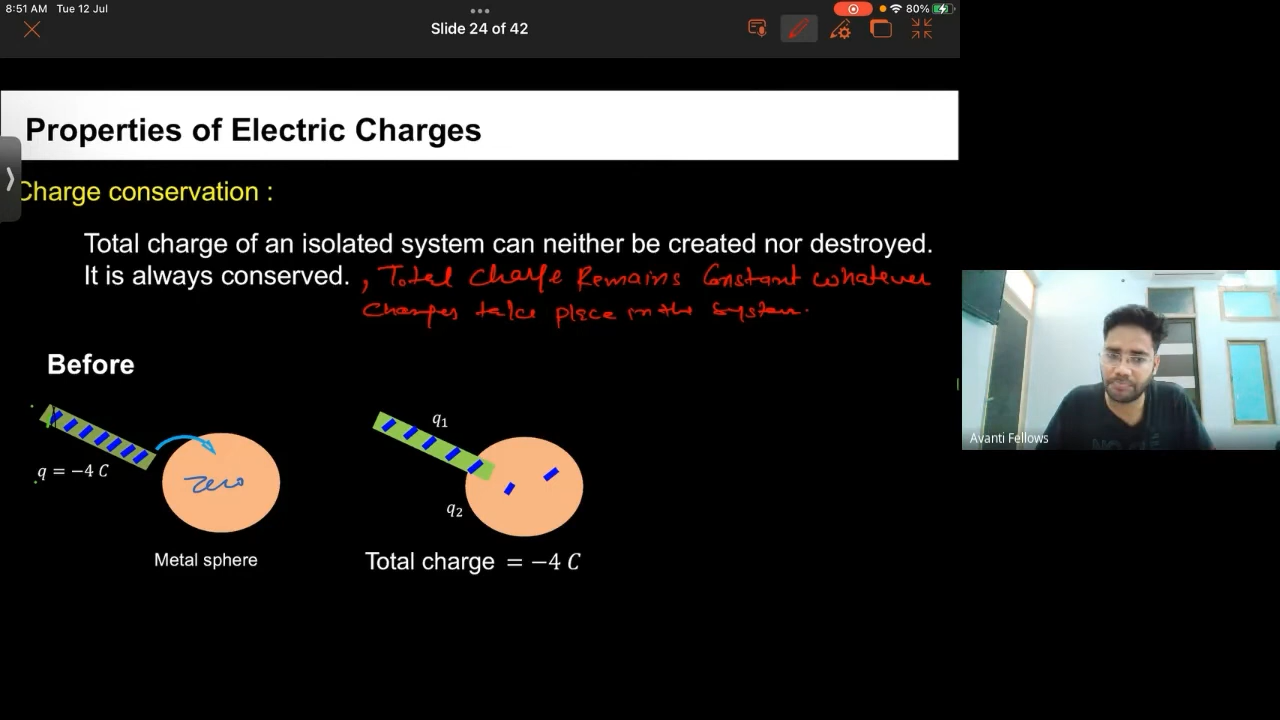 8:51 AM Tue 12 Jul
80%
Slide 24 of 42
Properties of Electric Charges
Charge conservation :
Total charge of an isolated system can neither be created nor destroyed.
It is always conserved. , Total charge Remains Constant whatever
changes take place in the system.
Before
q₁
q = −4 C
zero
q₂
Metal sphere
Total charge = −4 C
Avanti Fellows